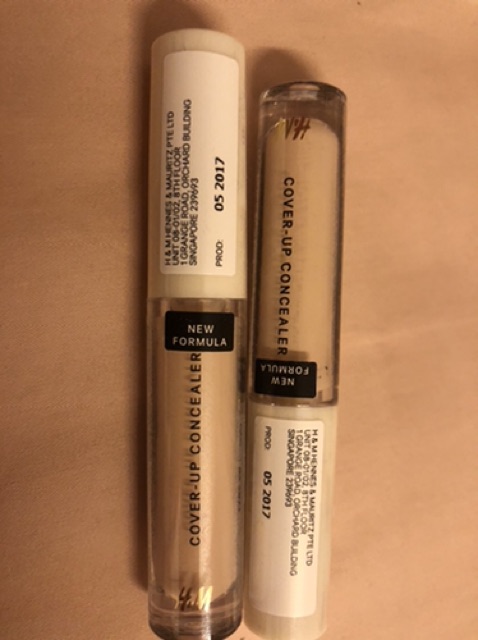 H & M HENNES & MAURITZ PTE LTD
UNIT 08-01/02, 8TH FLOOR
1 GRANGE ROAD, ORCHARD BUILDING
SINGAPORE 239693
PROD: 05 2017
NEW
FORMULA
COVER-UP CONCEALER
H&M
H&M
COVER-UP CONCEALER
NEW
FORMULA
H & M HENNES & MAURITZ PTE LTD
UNIT 08-01/02, 8TH FLOOR
1 GRANGE ROAD, ORCHARD BUILDING
SINGAPORE 239693
PROD: 05 2017